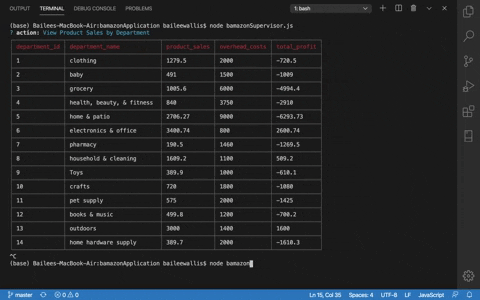 OUTPUT TERMINAL DEBUG CONSOLE PROBLEMS 1: bash
(base) Bailees-MacBook-Air:bamazonApplication baileewallis$ node bamazonSupervisor.js
? action: View Product Sales by Department
department_id department_name product_sales overhead_costs total_profit
1 clothing 1279.5 2000 -720.5
2 baby 491 1500 -1009
3 grocery 1005.6 6000 -4994.4
4 health, beauty, & fitness 840 3750 -2910
5 home & patio 2706.27 9000 -6293.73
6 electronics & office 3400.74 800 2600.74
7 pharmacy 190.5 1460 -1269.5
8 household & cleaning 1609.2 1100 509.2
9 Toys 389.9 1000 -610.1
10 crafts 720 1800 -1080
11 pet supply 575 2000 -1425
12 books & music 499.8 1200 -700.2
13 outdoors 3000 1400 1600
14 home hardware supply 389.7 2000 -1610.3
^C
(base) Bailees-MacBook-Air:bamazonApplication baileewallis$ node bamazon
master 0 0 Ln 15, Col 35 Spaces: 4 UTF-8 LF JavaScript